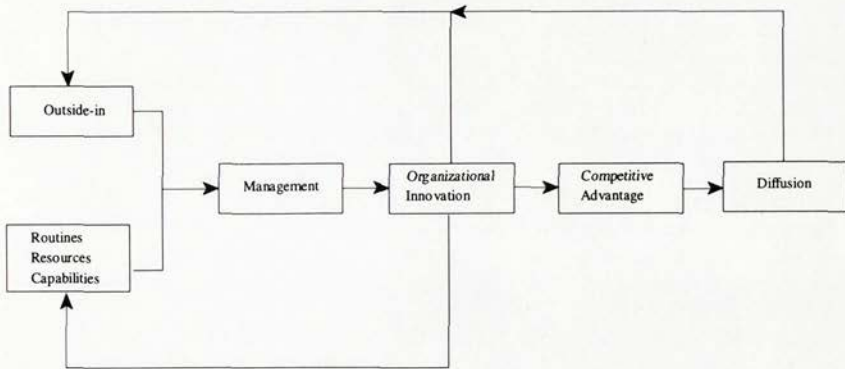 Outside-in
Routines
Resources
Capabilities
Management
Organizational
Innovation
Competitive
Advantage
Diffusion